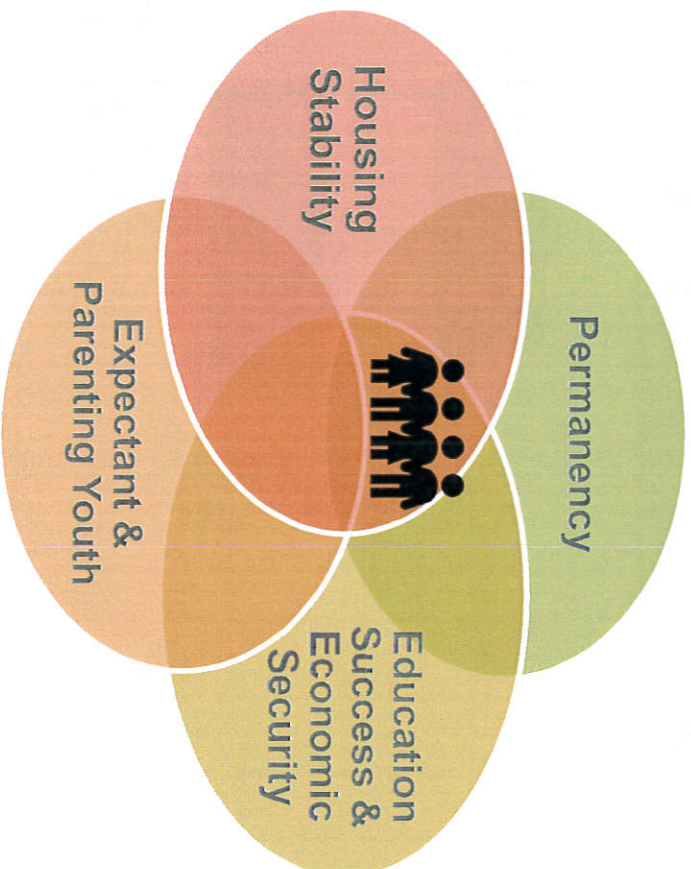 Permanency
Housing
Stability
Education
Success &
Economic
Security
Expectant &
Parenting Youth